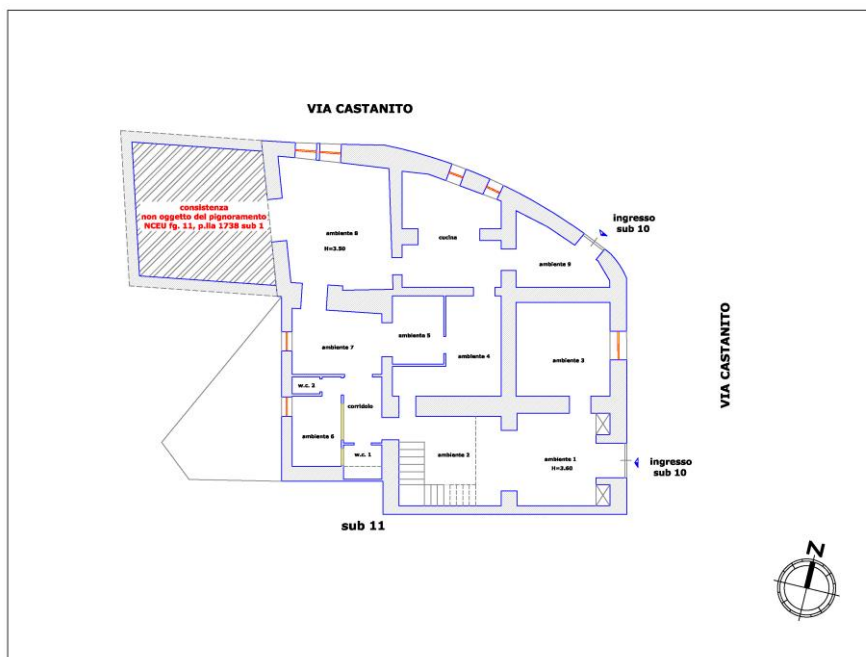 VIA CASTANITO
consistenza
non oggetto del pignoramento
NCEU fg. 11, p.lla 1738 sub 1
ingresso
sub 10
ambiente 8
H=3.50
cucina
ambiente 9
VIA CASTANITO
ambiente 7
ambiente 5
ambiente 4
ambiente 3
w.c. 2
corridoio
ambiente 6
w.c. 1
ambiente 2
ambiente 1
H=3.60
ingresso
sub 10
sub 11
N